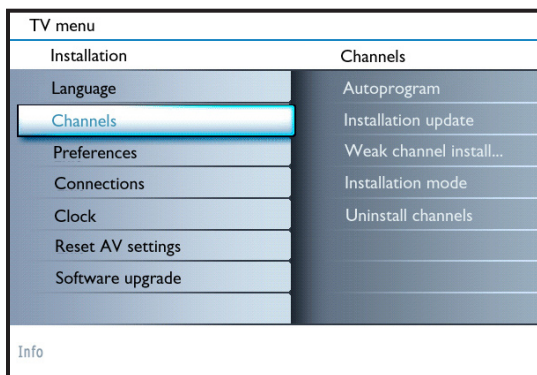 TV menu
Installation
Channels
Language
Channels
Preferences
Connections
Clock
Reset AV settings
Software upgrade
Autoprogram
Installation update
Weak channel install...
Installation mode
Uninstall channels
Info